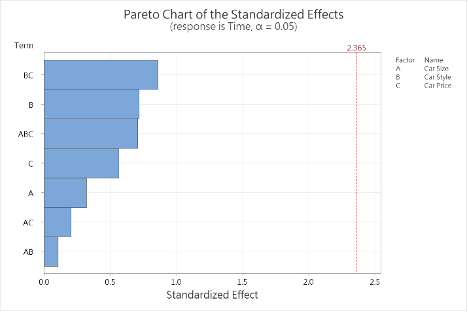 Pareto Chart of the Standardized Effects
(response is Time, α = 0.05)
Term
2.365
Factor Name
A Car Size
B Car Style
C Car Price
BC
B
ABC
C
A
AC
AB
0.0 0.5 1.0 1.5 2.0 2.5
Standardized Effect